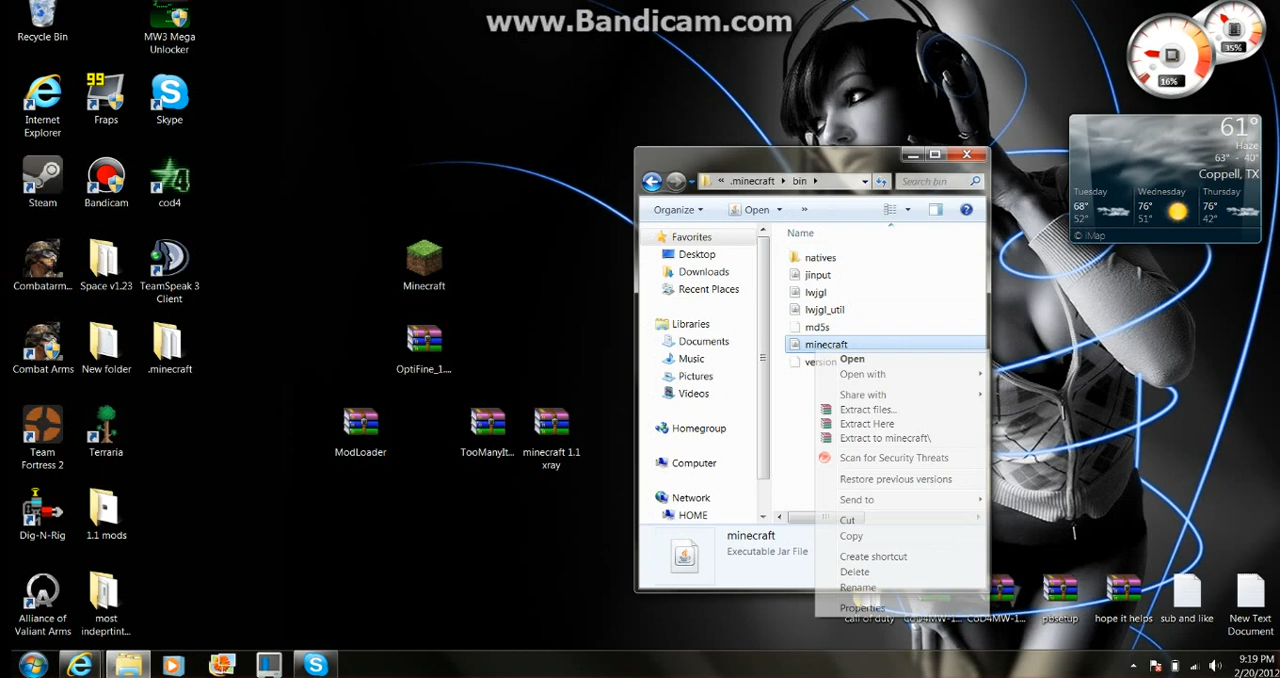 www.Bandicam.com
Recycle Bin
MW3 Mega
Unlocker
Internet
Explorer
99
Fraps
Skype
Steam
Bandicam
cod4
Combatarm...
Space v1.23
TeamSpeak 3
Client
Combat Arms
New folder
.minecraft
Team
Fortress 2
Terraria
Dig-N-Rig
1.1 mods
Alliance of
Valiant Arms
most
indeprtint...
Minecraft
OptiFine_1....
ModLoader
TooManyIt...
minecraft 1.1
xray
« .minecraft bin
Search bin
Organize
Open
»
Favorites
Desktop
Downloads
Recent Places
Libraries
Documents
Music
Pictures
Videos
Homegroup
Computer
Network
HOME
Name
natives
jinput
lwjgl
lwjgl_util
md5s
minecraft
version
Open
Open with
Share with
Extract files...
Extract Here
Extract to minecraft\
Scan for Security Threats
Restore previous versions
Send to
Cut
Copy
Create shortcut
Delete
Rename
Properties
minecraft
Executable Jar File
35%
16%
61°
Haze
63° - 40°
Coppell, TX
Tuesday
68°
52°
Wednesday
76°
51°
Thursday
76°
42°
© iMap
call of duty
CoD4MW-1...
CoD4MW-1...
pbsetup
hope it helps
sub and like
New Text
Document
9:19 PM
2/20/2012